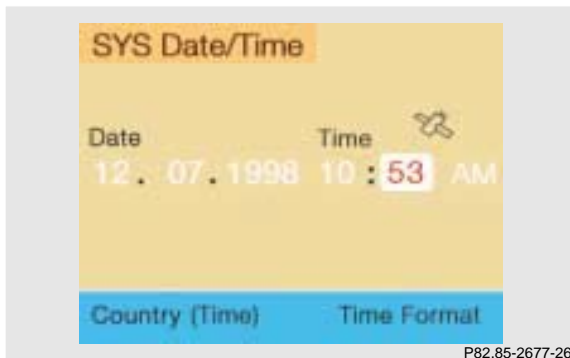 SYS Date/Time
Date Time
12. 07. 1998 10:53 AM
Country (Time) Time Format
P82.85-2677-26